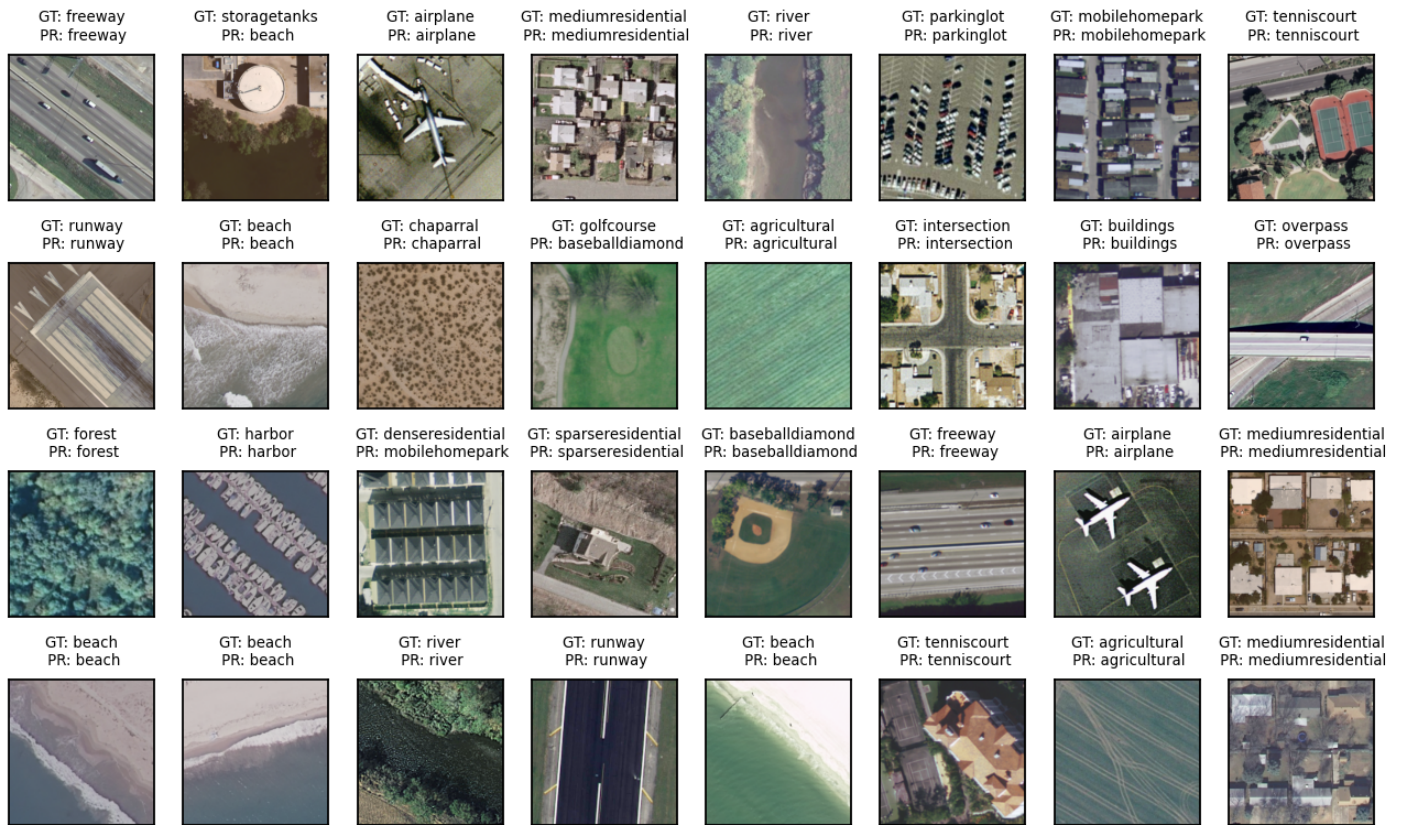 GT: freeway
PR: freeway
GT: storagetanks
PR: beach
GT: airplane
PR: airplane
GT: mediumresidential
PR: mediumresidential
GT: river
PR: river
GT: parkinglot
PR: parkinglot
GT: mobilehomepark
PR: mobilehomepark
GT: tenniscourt
PR: tenniscourt
GT: runway
PR: runway
GT: beach
PR: beach
GT: chaparral
PR: chaparral
GT: golfcourse
PR: baseballdiamond
GT: agricultural
PR: agricultural
GT: intersection
PR: intersection
GT: buildings
PR: buildings
GT: overpass
PR: overpass
GT: forest
PR: forest
GT: harbor
PR: harbor
GT: denseresidential
PR: mobilehomepark
GT: sparseresidential
PR: sparseresidential
GT: baseballdiamond
PR: baseballdiamond
GT: freeway
PR: freeway
GT: airplane
PR: airplane
GT: mediumresidential
PR: mediumresidential
GT: beach
PR: beach
GT: beach
PR: beach
GT: river
PR: river
GT: runway
PR: runway
GT: beach
PR: beach
GT: tenniscourt
PR: tenniscourt
GT: agricultural
PR: agricultural
GT: mediumresidential
PR: mediumresidential